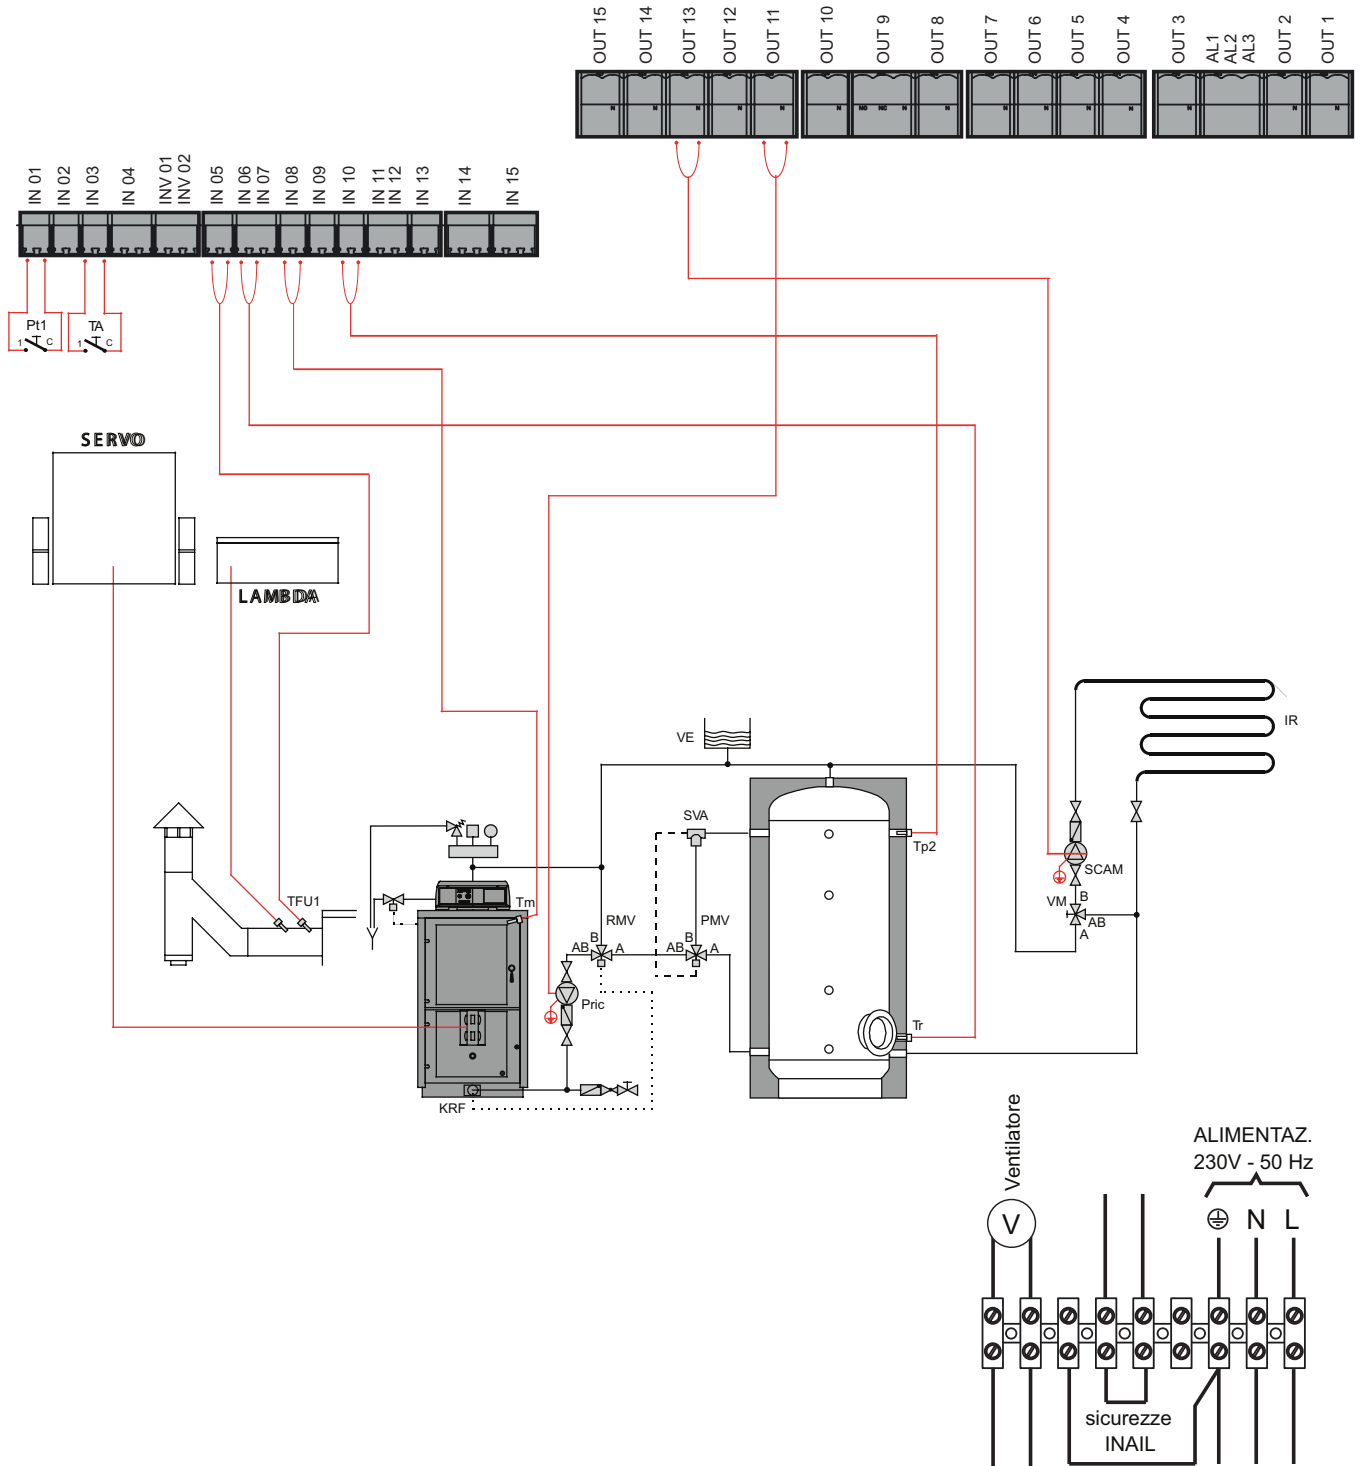 OUT 15
OUT 14
OUT 13
OUT 12
OUT 11
OUT 10
OUT 9
OUT 8
OUT 7
OUT 6
OUT 5
OUT 4
OUT 3
AL1
AL2
AL3
OUT 2
OUT 1
N
N
N
N
N
N
NO
NC
N
N
N
N
N
N
N
N
N
IN 01
IN 02
IN 03
IN 04
INV 01
INV 02
IN 05
IN 06
IN 07
IN 08
IN 09
IN 10
IN 11
IN 12
IN 13
IN 14
IN 15
Pt1
1
C
TA
1
C
SERVO
LAMBDA
IR
VE
SVA
Tp2
SCAM
TFU1
Tm
RMV
PMV
VM
B
AB
A
B
AB
A
B
AB
A
Pric
Tr
KRF
Ventilatore
V
ALIMENTAZ.
230V - 50 Hz
N
L
sicurezze
INAIL